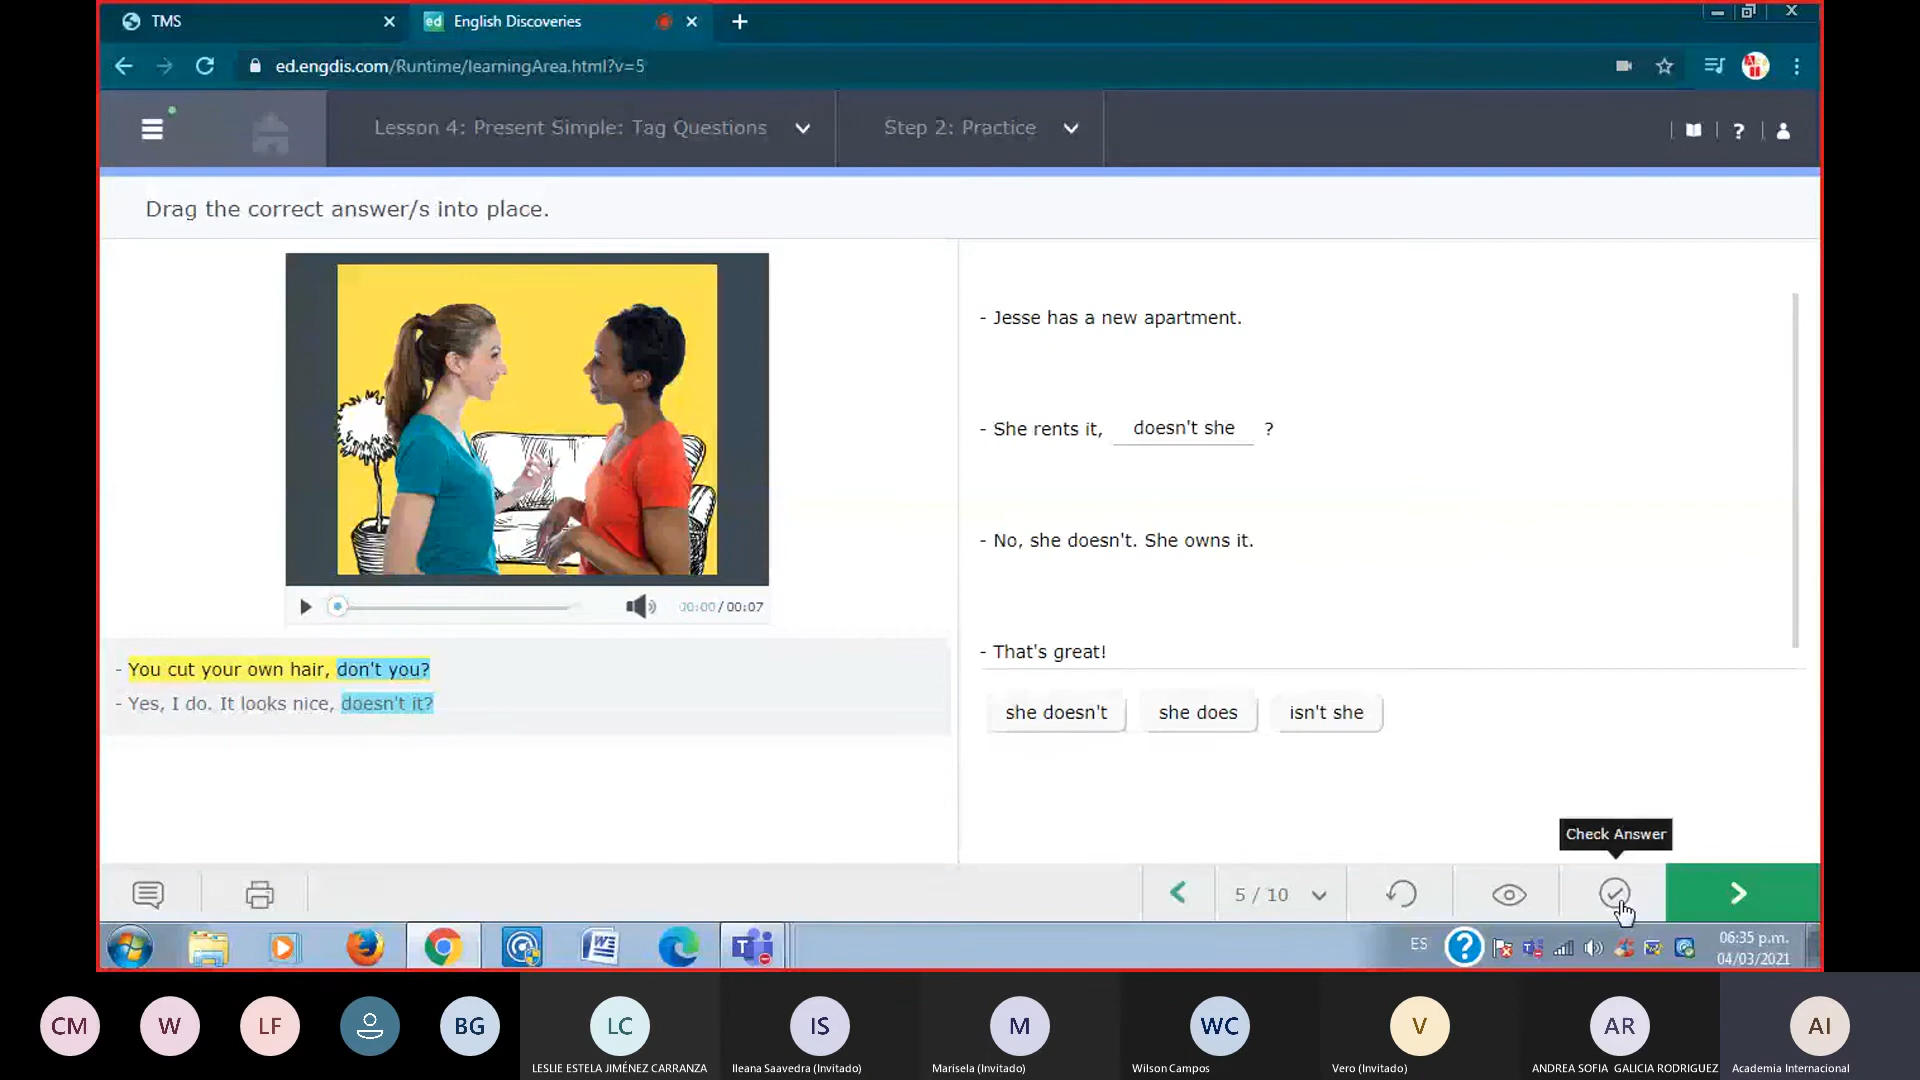 TMS
ed English Discoveries
ed.engdis.com/Runtime/learningArea.html?v=5
Lesson 4: Present Simple: Tag Questions
Step 2: Practice
?
Drag the correct answer/s into place.
00:00 / 00:07
- You cut your own hair, don't you?
- Yes, I do. It looks nice, doesn't it?
- Jesse has a new apartment.
- She rents it, doesn't she ?
- No, she doesn't. She owns it.
- That's great!
she doesn't
she does
isn't she
Check Answer
5 / 10
ES
?
06:35 p.m.
04/03/2021
CM
W
LF
BG
LC
IS
M
WC
V
AR
AI
LESLIE ESTELA JIMÉNEZ CARRANZA
Ileana Saavedra (Invitado)
Marisela (Invitado)
Wilson Campos
Vero (Invitado)
ANDREA SOFIA GALICIA RODRIGUEZ
Academia Internacional